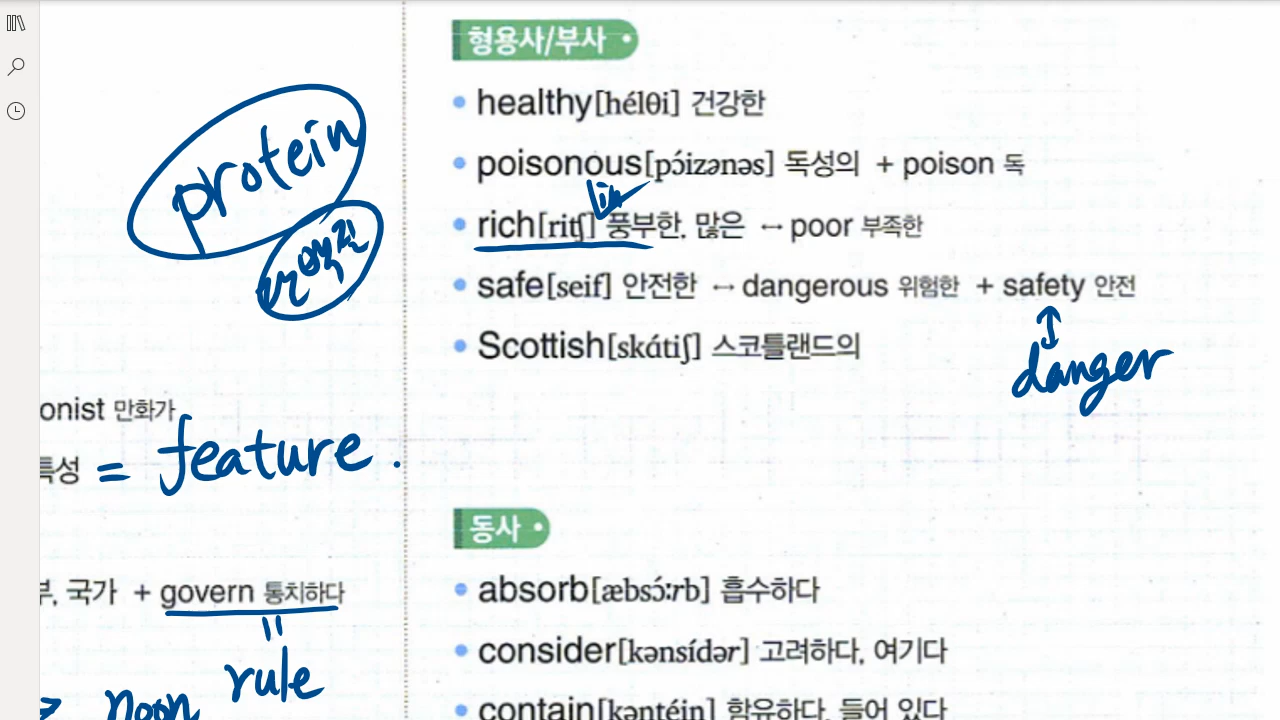 protein
단백질
onist 만화가
특성 = feature.
부, 국가 + govern 통치하다
=
rule
noon
형용사/부사
healthy[hélθi] 건강한
poisonous[pɔ́izənəs] 독성의 + poison 독
in
rich[ritʃ] 풍부한, 많은 ↔ poor 부족한
safe[seif] 안전한 ↔ dangerous 위험한 + safety 안전
↕
danger
Scottish[skátiʃ] 스코틀랜드의
동사
absorb[æbsɔ́ːrb] 흡수하다
consider[kənsídər] 고려하다, 여기다
contain[kəntéin] 함유하다, 들어 있다